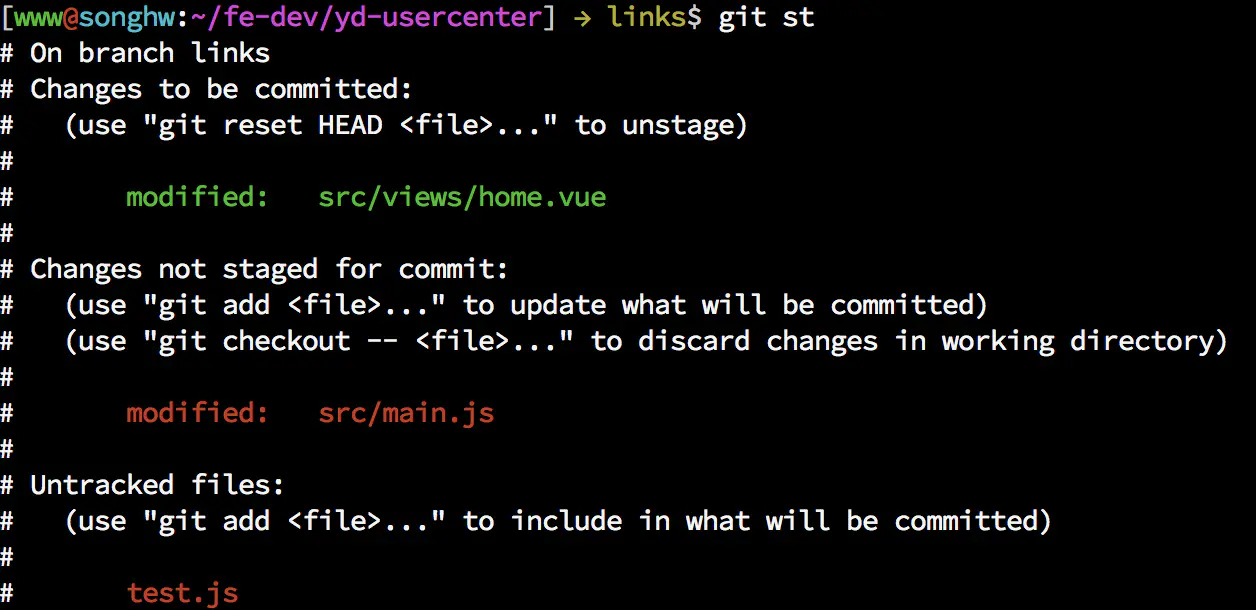 [www@songhw:~/fe-dev/yd-usercenter] → links$ git st
# On branch links
# Changes to be committed:
#   (use "git reset HEAD <file>..." to unstage)
#
#       modified:   src/views/home.vue
#
# Changes not staged for commit:
#   (use "git add <file>..." to update what will be committed)
#   (use "git checkout -- <file>..." to discard changes in working directory)
#
#       modified:   src/main.js
#
# Untracked files:
#   (use "git add <file>..." to include in what will be committed)
#
#       test.js